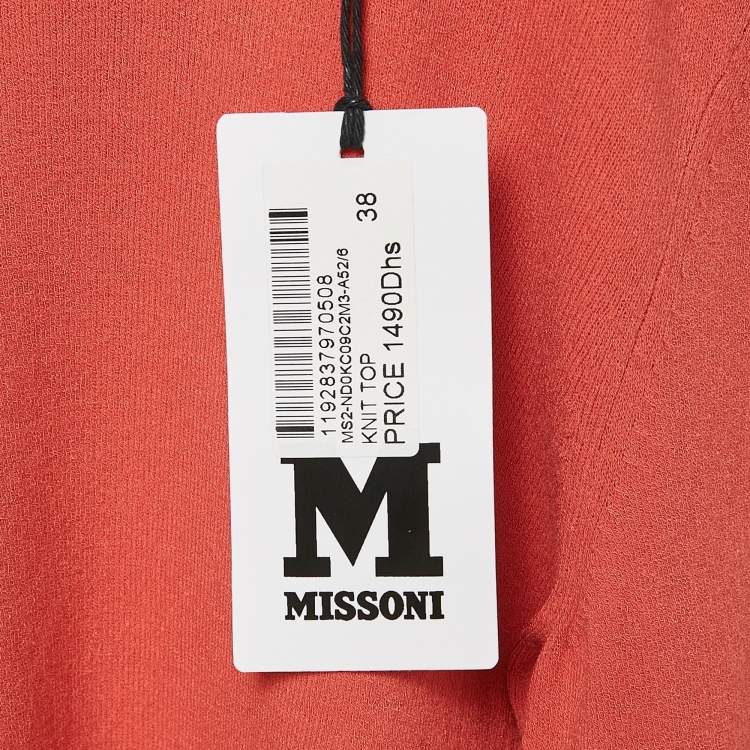 1192837970508
MS2-ND0KC09C2M3-A52/6
KNIT TOP 38
PRICE 1490Dhs
M
MISSONI